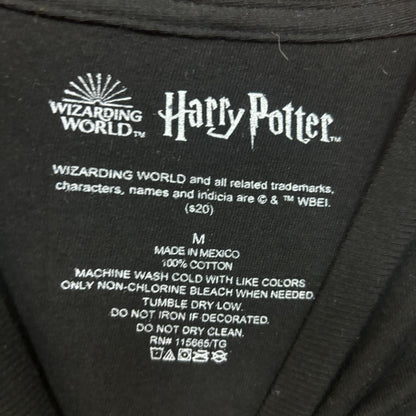 WIZARDING WORLD™ Harry Potter™
WIZARDING WORLD and all related trademarks,
characters, names and indicia are © & ™ WBEI.
(s20)
M
MADE IN MEXICO
100% COTTON
MACHINE WASH COLD WITH LIKE COLORS
ONLY NON-CHLORINE BLEACH WHEN NEEDED.
TUMBLE DRY LOW.
DO NOT IRON IF DECORATED.
DO NOT DRY CLEAN.
RN# 115665/TG